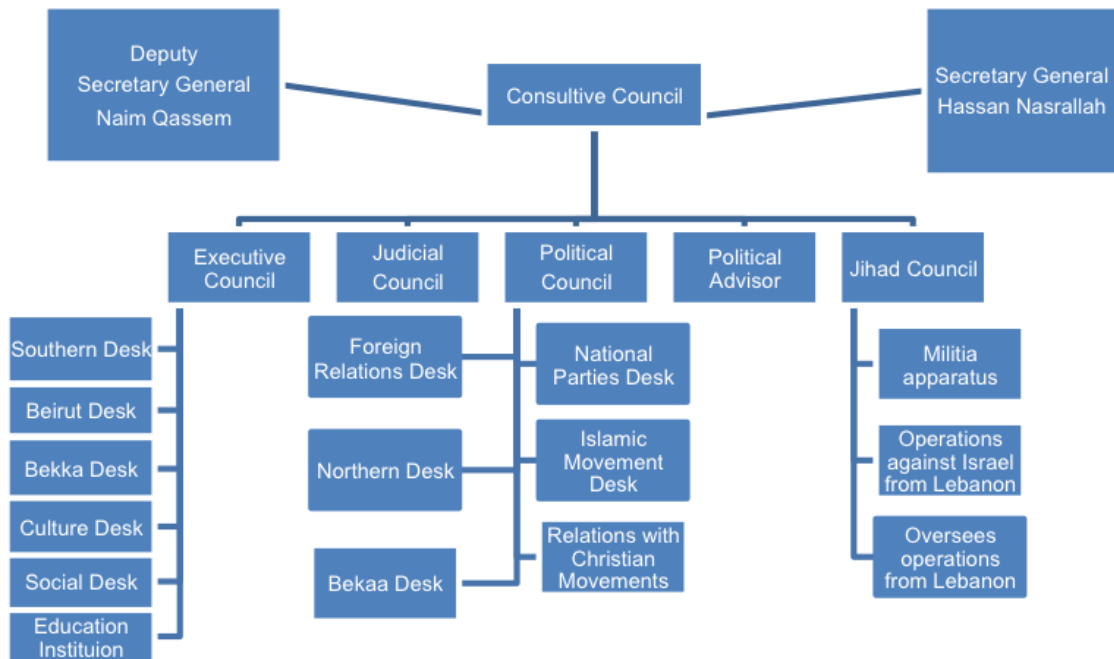 Deputy
Secretary General
Naim Qassem
Consultive Council
Secretary General
Hassan Nasrallah
Executive
Council
Judicial
Council
Political
Council
Political
Advisor
Jihad Council
Southern Desk
Beirut Desk
Bekka Desk
Culture Desk
Social Desk
Education
Instituion
Foreign
Relations Desk
Northern Desk
Bekaa Desk
National
Parties Desk
Islamic
Movement
Desk
Relations with
Christian
Movements
Militia
apparatus
Operations
against Israel
from Lebanon
Oversees
operations
from Lebanon